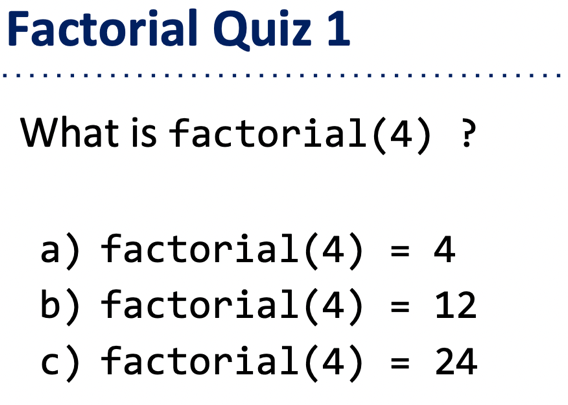 Factorial Quiz 1
What is factorial(4) ?
a) factorial(4) = 4
b) factorial(4) = 12
c) factorial(4) = 24